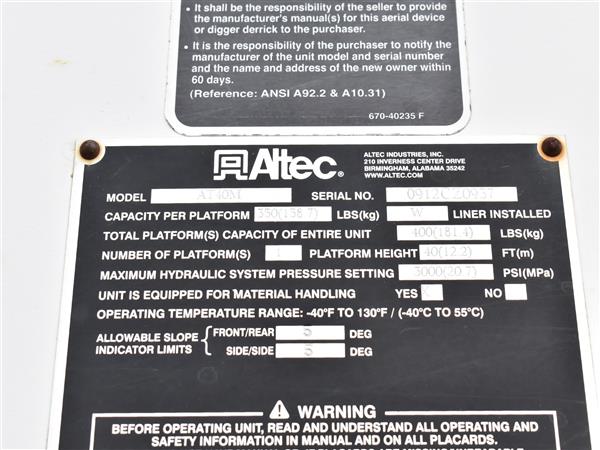 • It shall be the responsibility of the seller to provide
the manufacturer's manual(s) for this aerial device
or digger derrick to the purchaser.
• It is the responsibility of the purchaser to notify the
manufacturer of the unit model and serial number
and the name and address of the new owner within
60 days.
(Reference: ANSI A92.2 & A10.31)
670-40235 F
Altec®
ALTEC INDUSTRIES, INC.
210 INVERNESS CENTER DRIVE
BIRMINGHAM, ALABAMA 35242
WWW.ALTEC.COM
MODEL AT40M SERIAL NO. 0912CZ0957
CAPACITY PER PLATFORM 350(158.7) LBS(kg) W LINER INSTALLED
TOTAL PLATFORM(S) CAPACITY OF ENTIRE UNIT 400(181.4) LBS(kg)
NUMBER OF PLATFORM(S) 1 PLATFORM HEIGHT 40(12.2) FT(m)
MAXIMUM HYDRAULIC SYSTEM PRESSURE SETTING 3000(20.7) PSI(MPa)
UNIT IS EQUIPPED FOR MATERIAL HANDLING YES X NO
OPERATING TEMPERATURE RANGE: -40°F TO 130°F / (-40°C TO 55°C)
ALLOWABLE SLOPE INDICATOR LIMITS { FRONT/REAR 5 DEG
SIDE/SIDE 5 DEG
⚠ WARNING
BEFORE OPERATING UNIT, READ AND UNDERSTAND ALL OPERATING AND
SAFETY INFORMATION IN MANUAL AND ON ALL PLACARDS.